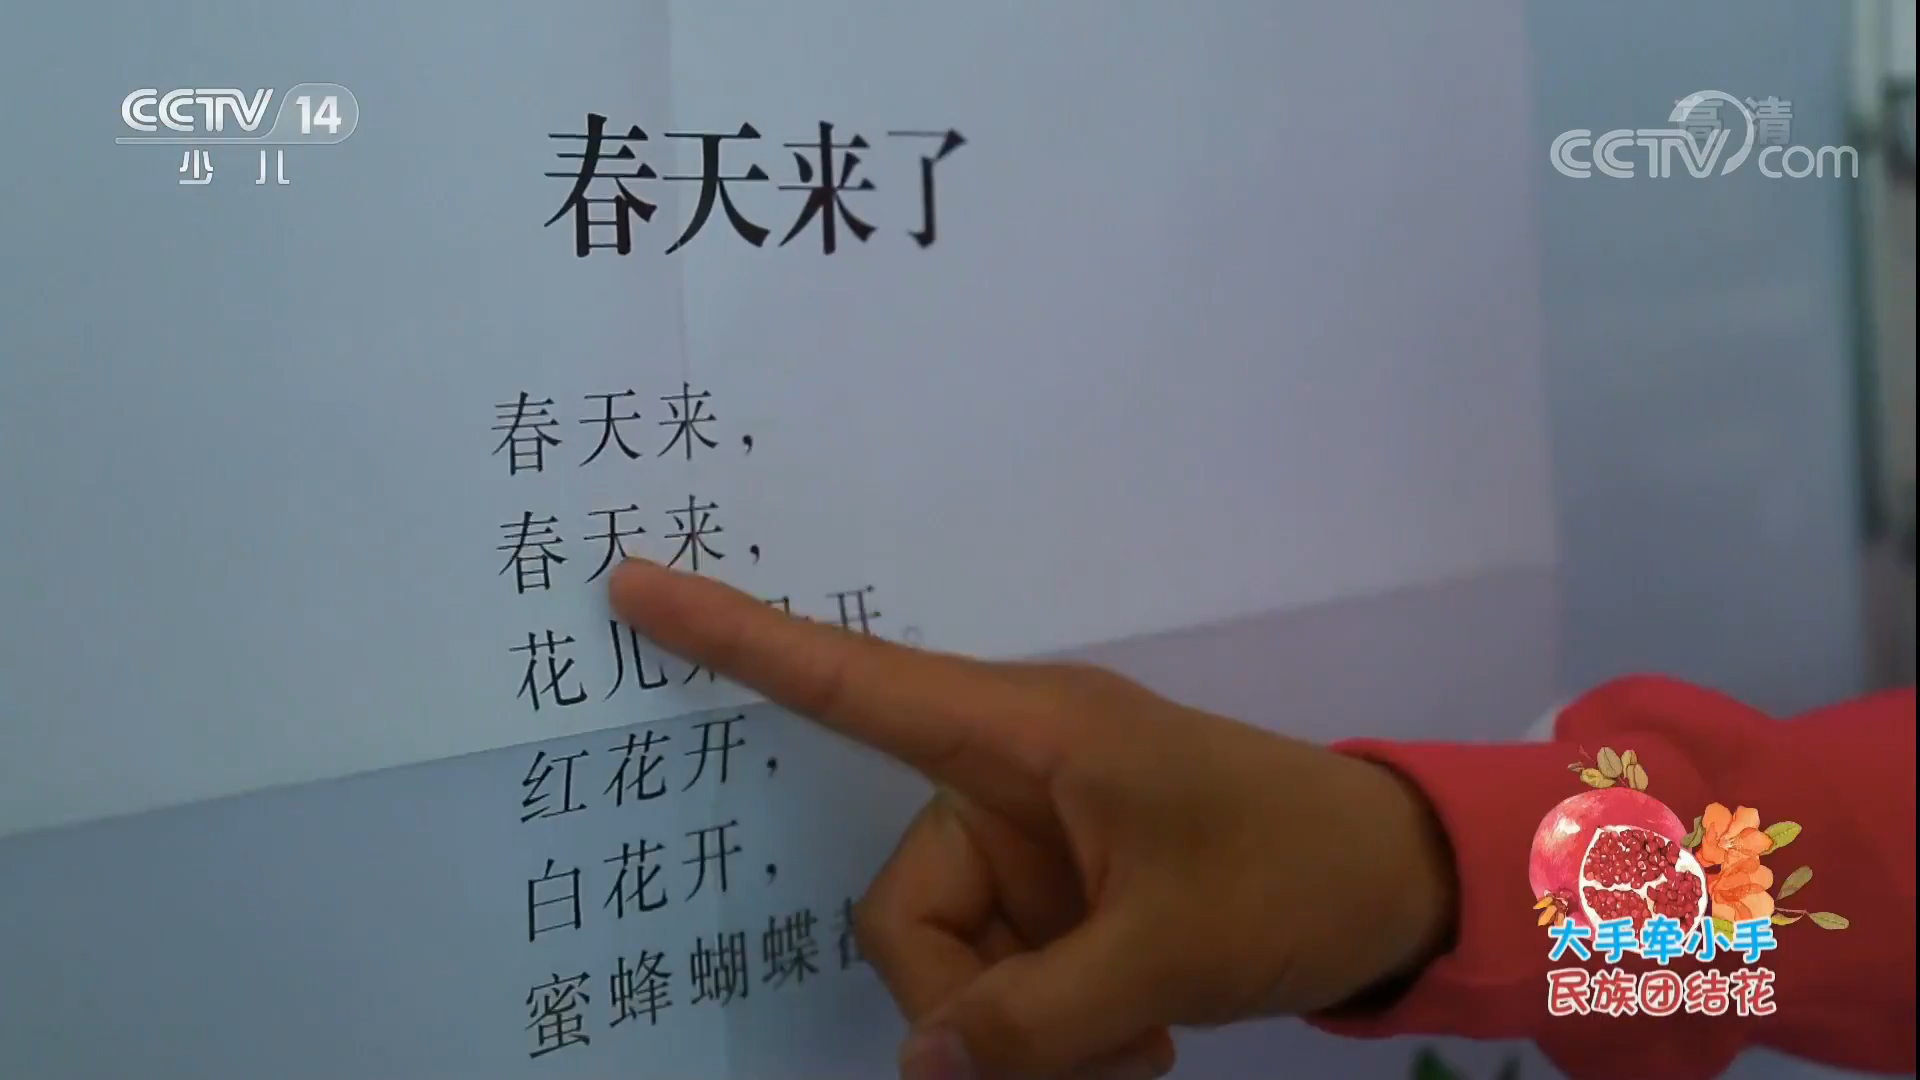 CCTV 14
少儿
高清
CCTV.com
春天来了
春天来，
春天来，
花儿 开。
红花开，
白花开，
蜜蜂蝴蝶都
大手牵小手
民族团结花